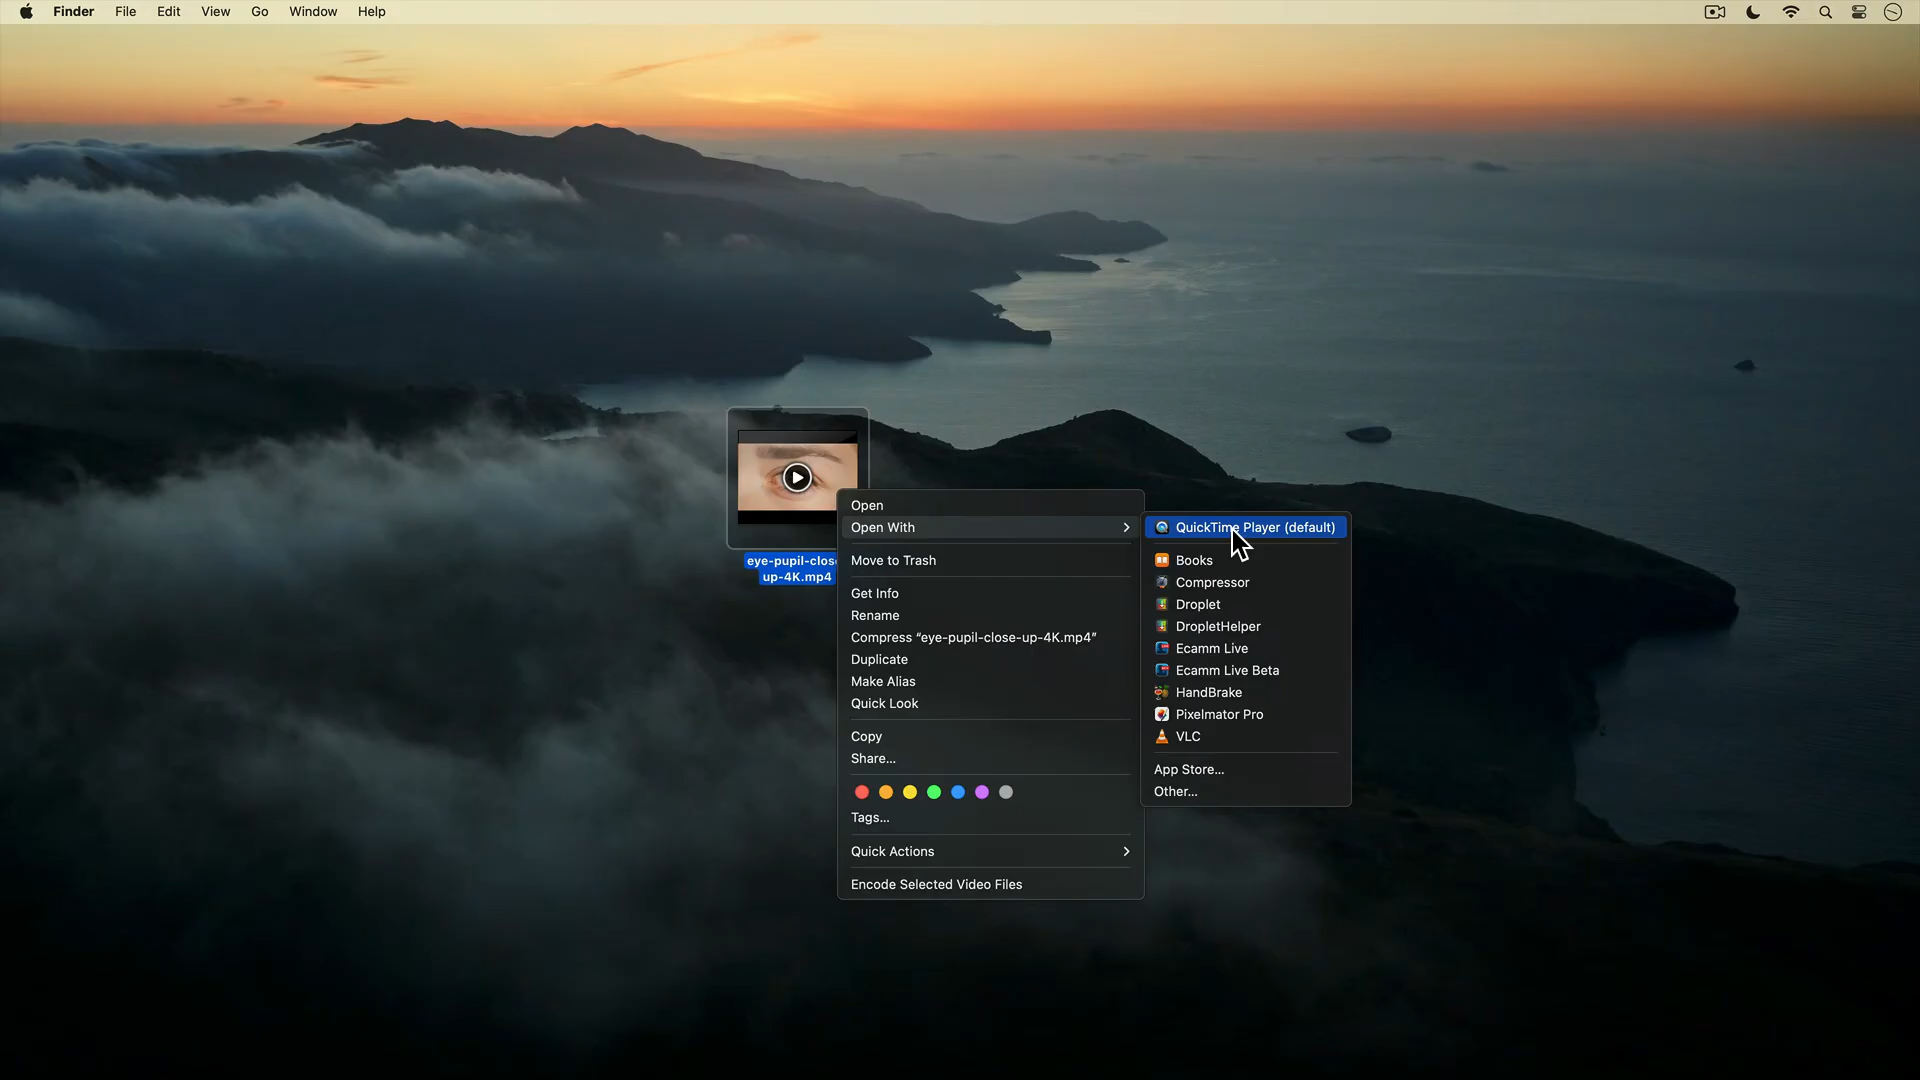 Finder File Edit View Go Window Help
eye-pupil-close
up-4K.mp4
Open
Open With
Move to Trash
Get Info
Rename
Compress “eye-pupil-close-up-4K.mp4”
Duplicate
Make Alias
Quick Look
Copy
Share...
Tags...
Quick Actions
Encode Selected Video Files
QuickTime Player (default)
Books
Compressor
Droplet
DropletHelper
Ecamm Live
Ecamm Live Beta
HandBrake
Pixelmator Pro
VLC
App Store...
Other...